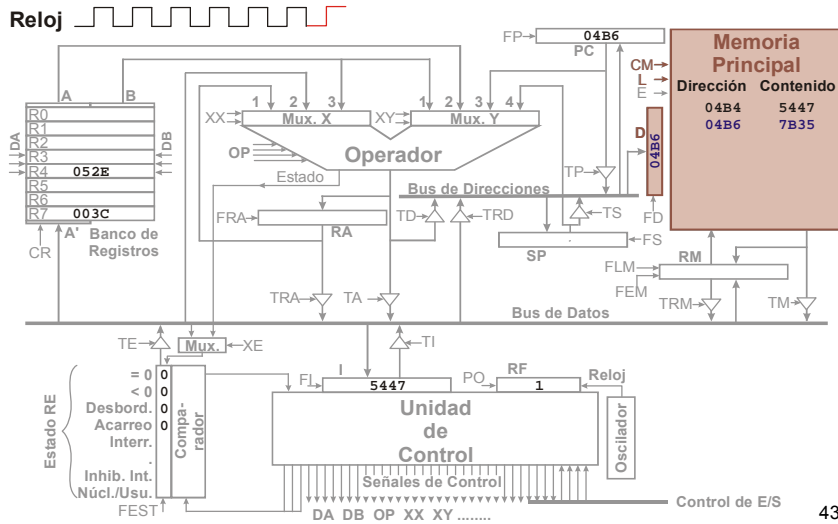 Reloj
FP
04B6
PC
Memoria
Principal
CM
L
E
Dirección Contenido
04B4 5447
04B6 7B35
A B
1 2 3
XX
Mux. X
XY
1 2 3 4
Mux. Y
OP
Operador
Estado
DA
DB
R0
R1
R2
R3
R4 052E
R5
R6
R7 003C
A'
Banco de
Registros
CR
D
04B6
FD
TP
Bus de Direcciones
TD
TRD
TS
FRA
RA
SP
FS
RM
FLM
FEM
TRA
TA
TRM
TM
Bus de Datos
TE
Mux.
XE
TI
I
FI
5447
RF
PO
1
Reloj
Oscilador
Estado RE
= 0 0
< 0 0
Desbord. 0
Acarreo 0
Interr.
.
Inhib. Int.
Núcl./Usu.
FEST
Compa-
rador
Unidad
de
Control
Señales de Control
DA DB OP XX XY ........
Control de E/S
43